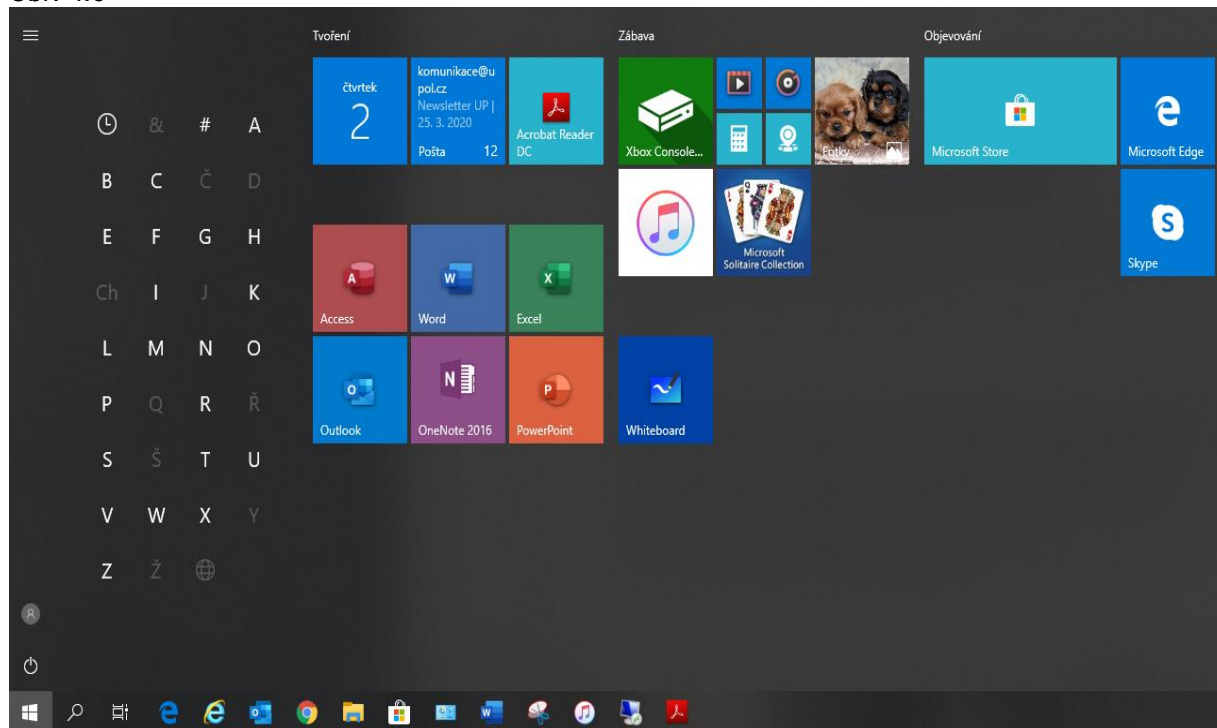 Tvoření
Zábava
Objevování
čtvrtek
2
komunikace@u
pol.cz
Newsletter UP |
25. 3. 2020
Pošta 12
Acrobat Reader
DC
Xbox Console...
Fotky
Microsoft Store
Microsoft Edge
& # A
B C Č D
E F G H
Ch I J K
L M N O
P Q R Ř
S Š T U
V W X Y
Z Ž
Microsoft
Solitaire Collection
Skype
Access
Word
Excel
Outlook
OneNote 2016
PowerPoint
Whiteboard